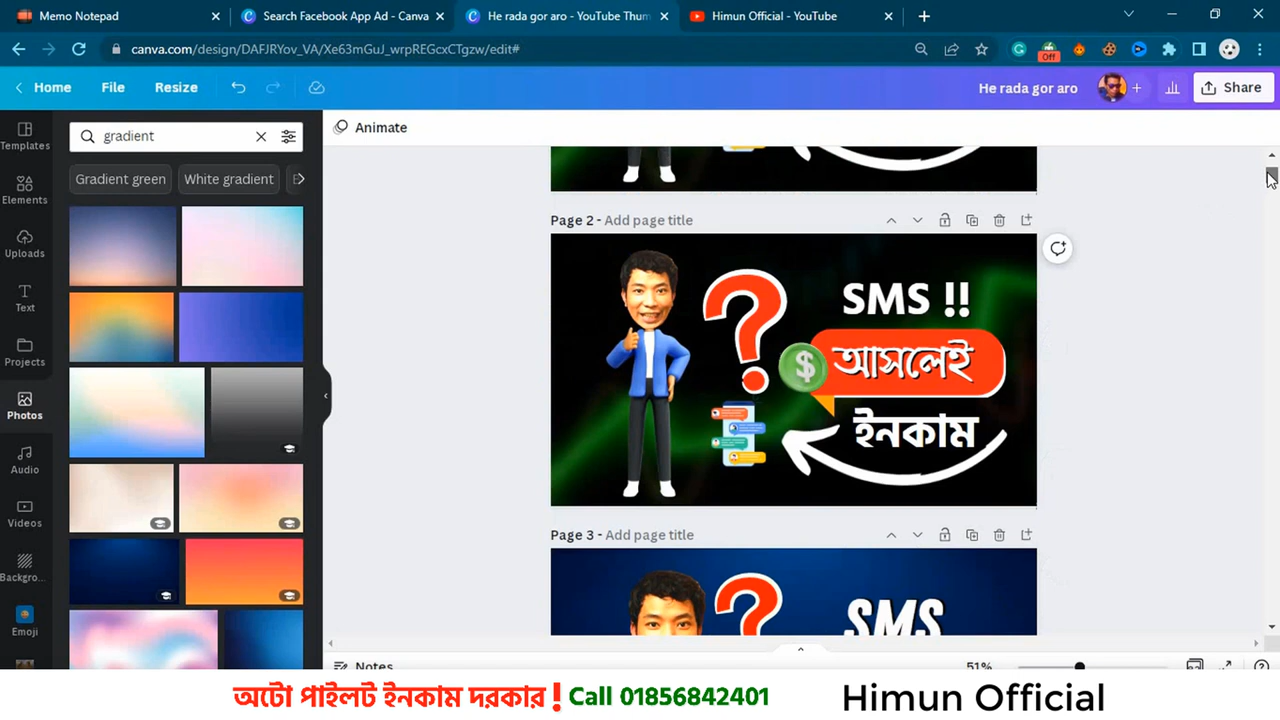 Memo Notepad
Search Facebook App Ad - Canva
He rada gor aro - YouTube Thum
Himun Official - YouTube
canva.com/design/DAFJRYov_VA/Xe63mGuJ_wrpREGcxCTgzw/edit#
Off
Home
File
Resize
He rada gor aro
Share
Templates
Elements
Uploads
Text
Projects
Photos
Audio
Videos
Backgro...
Emoji
gradient
Gradient green
White gradient
Animate
Page 2 - Add page title
SMS !!
?
$
আসলেই
ইনকাম
Page 3 - Add page title
?
SMS
Notes
51%
অটো পাইলট ইনকাম দরকার ! Call 01856842401
Himun Official